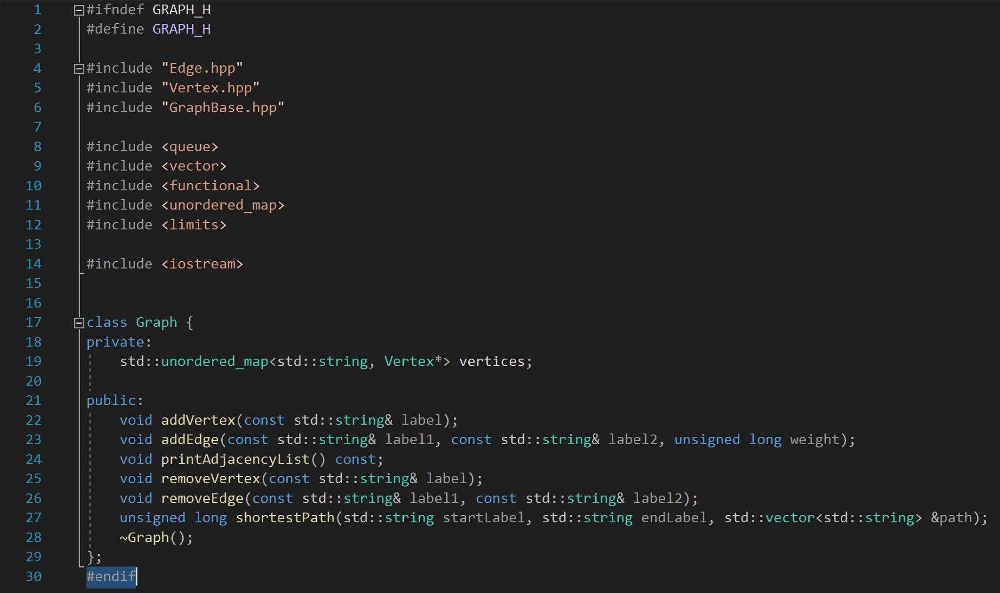 1 #ifndef GRAPH_H
2 #define GRAPH_H
3
4 #include "Edge.hpp"
5 #include "Vertex.hpp"
6 #include "GraphBase.hpp"
7
8 #include <queue>
9 #include <vector>
10 #include <functional>
11 #include <unordered_map>
12 #include <limits>
13
14 #include <iostream>
15
16
17 class Graph {
18 private:
19     std::unordered_map<std::string, Vertex*> vertices;
20
21 public:
22     void addVertex(const std::string& label);
23     void addEdge(const std::string& label1, const std::string& label2, unsigned long weight);
24     void printAdjacencyList() const;
25     void removeVertex(const std::string& label);
26     void removeEdge(const std::string& label1, const std::string& label2);
27     unsigned long shortestPath(std::string startLabel, std::string endLabel, std::vector<std::string> &path);
28     ~Graph();
29 };
30 #endif